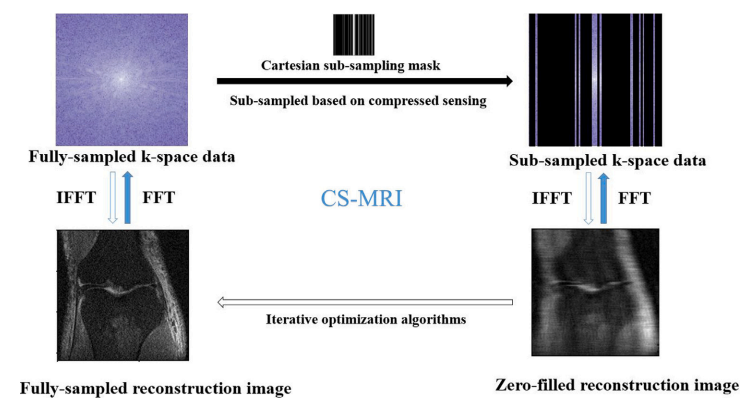 Cartesian sub-sampling mask
Sub-sampled based on compressed sensing
Fully-sampled k-space data
Sub-sampled k-space data
IFFT FFT
CS-MRI
IFFT FFT
Iterative optimization algorithms
Fully-sampled reconstruction image
Zero-filled reconstruction image